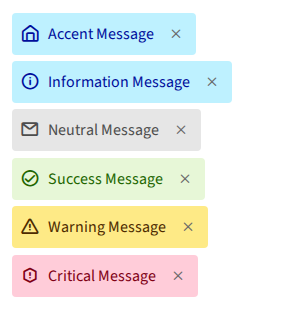 Accent Message
Information Message
Neutral Message
Success Message
Warning Message
Critical Message